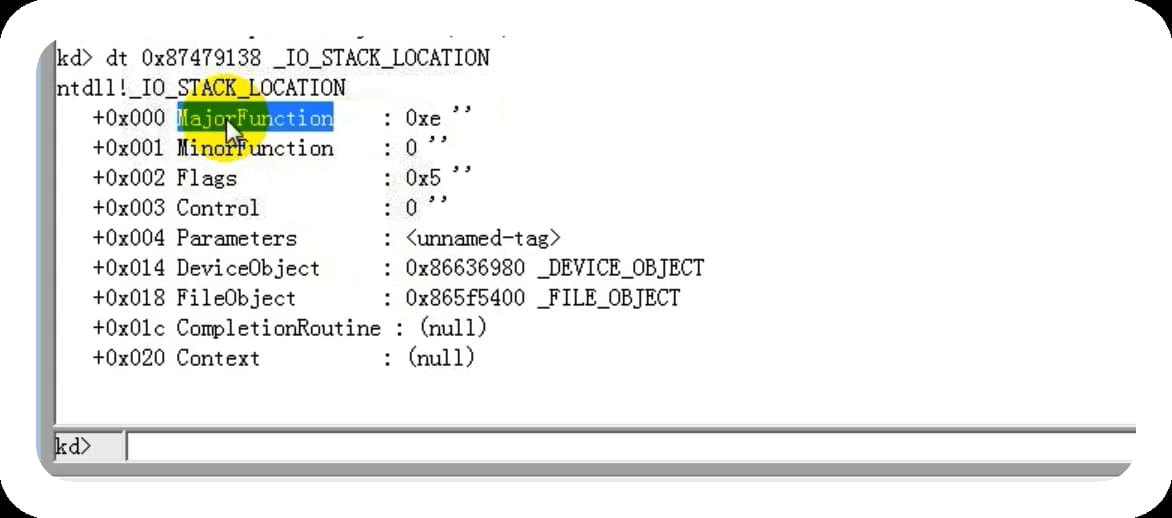 kd> dt 0x87479138 _IO_STACK_LOCATION
ntdll!_IO_STACK_LOCATION
+0x000 MajorFunction : 0xe ''
+0x001 MinorFunction : 0 ''
+0x002 Flags : 0x5 ''
+0x003 Control : 0 ''
+0x004 Parameters : <unnamed-tag>
+0x014 DeviceObject : 0x86636980 _DEVICE_OBJECT
+0x018 FileObject : 0x865f5400 _FILE_OBJECT
+0x01c CompletionRoutine : (null)
+0x020 Context : (null)
kd>